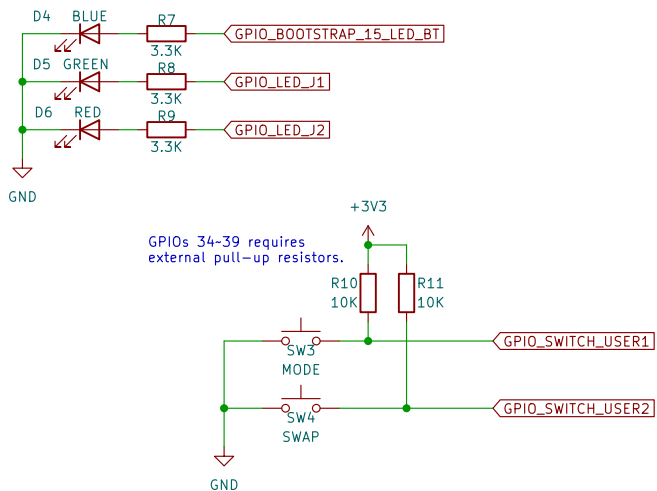 D4 BLUE R7 GPIO_BOOTSTRAP_15_LED_BT
3.3K
D5 GREEN R8 GPIO_LED_J1
3.3K
D6 RED R9 GPIO_LED_J2
3.3K
GND
+3V3
GPIOs 34~39 requires
external pull-up resistors.
R10 R11
10K 10K
SW3 GPIO_SWITCH_USER1
MODE
SW4 GPIO_SWITCH_USER2
SWAP
GND